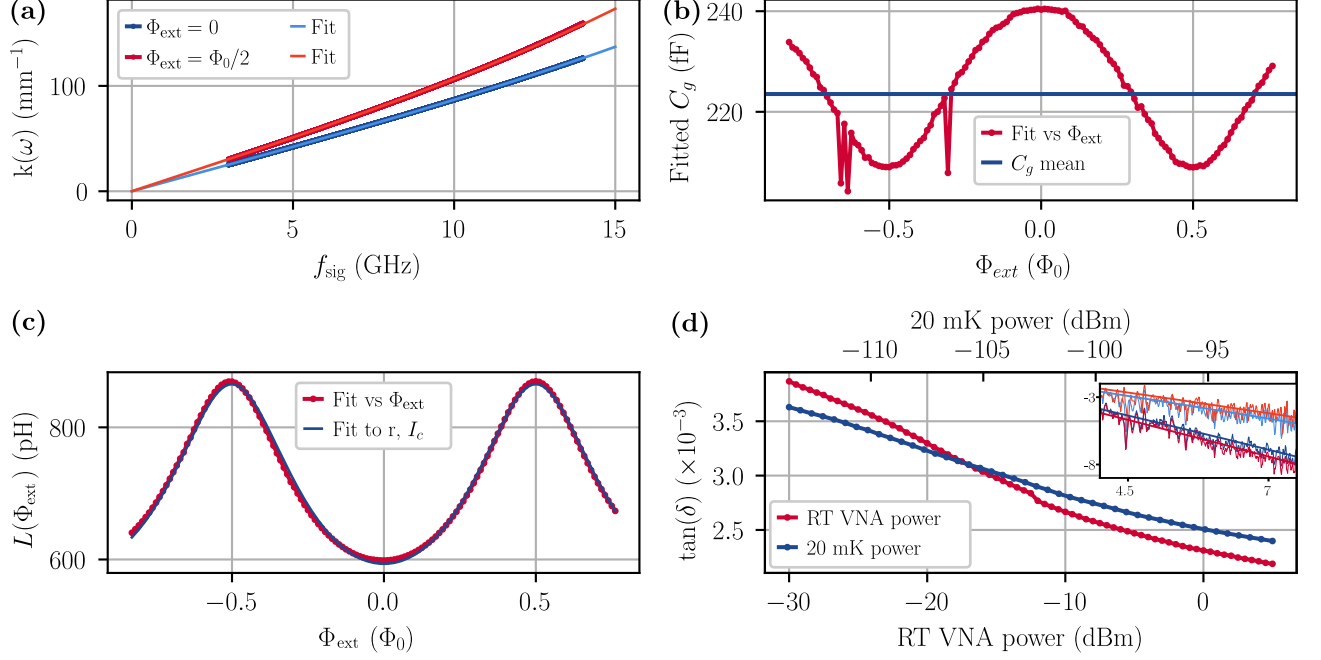 (a)
k(ω) (mm⁻¹)
100
0
Φext = 0
Fit
Φext = Φ0/2
Fit
0
5
10
15
fsig (GHz)
(b)
Fitted Cg (fF)
240
220
Fit vs Φext
Cg mean
−0.5
0.0
0.5
Φext (Φ0)
(c)
L(Φext) (pH)
800
600
Fit vs Φext
Fit to r, Ic
−0.5
0.0
0.5
Φext (Φ0)
(d)
20 mK power (dBm)
−110
−105
−100
−95
tan(δ) (×10⁻³)
3.5
3.0
2.5
-3
-8
4.5
7
RT VNA power
20 mK power
−30
−20
−10
0
RT VNA power (dBm)